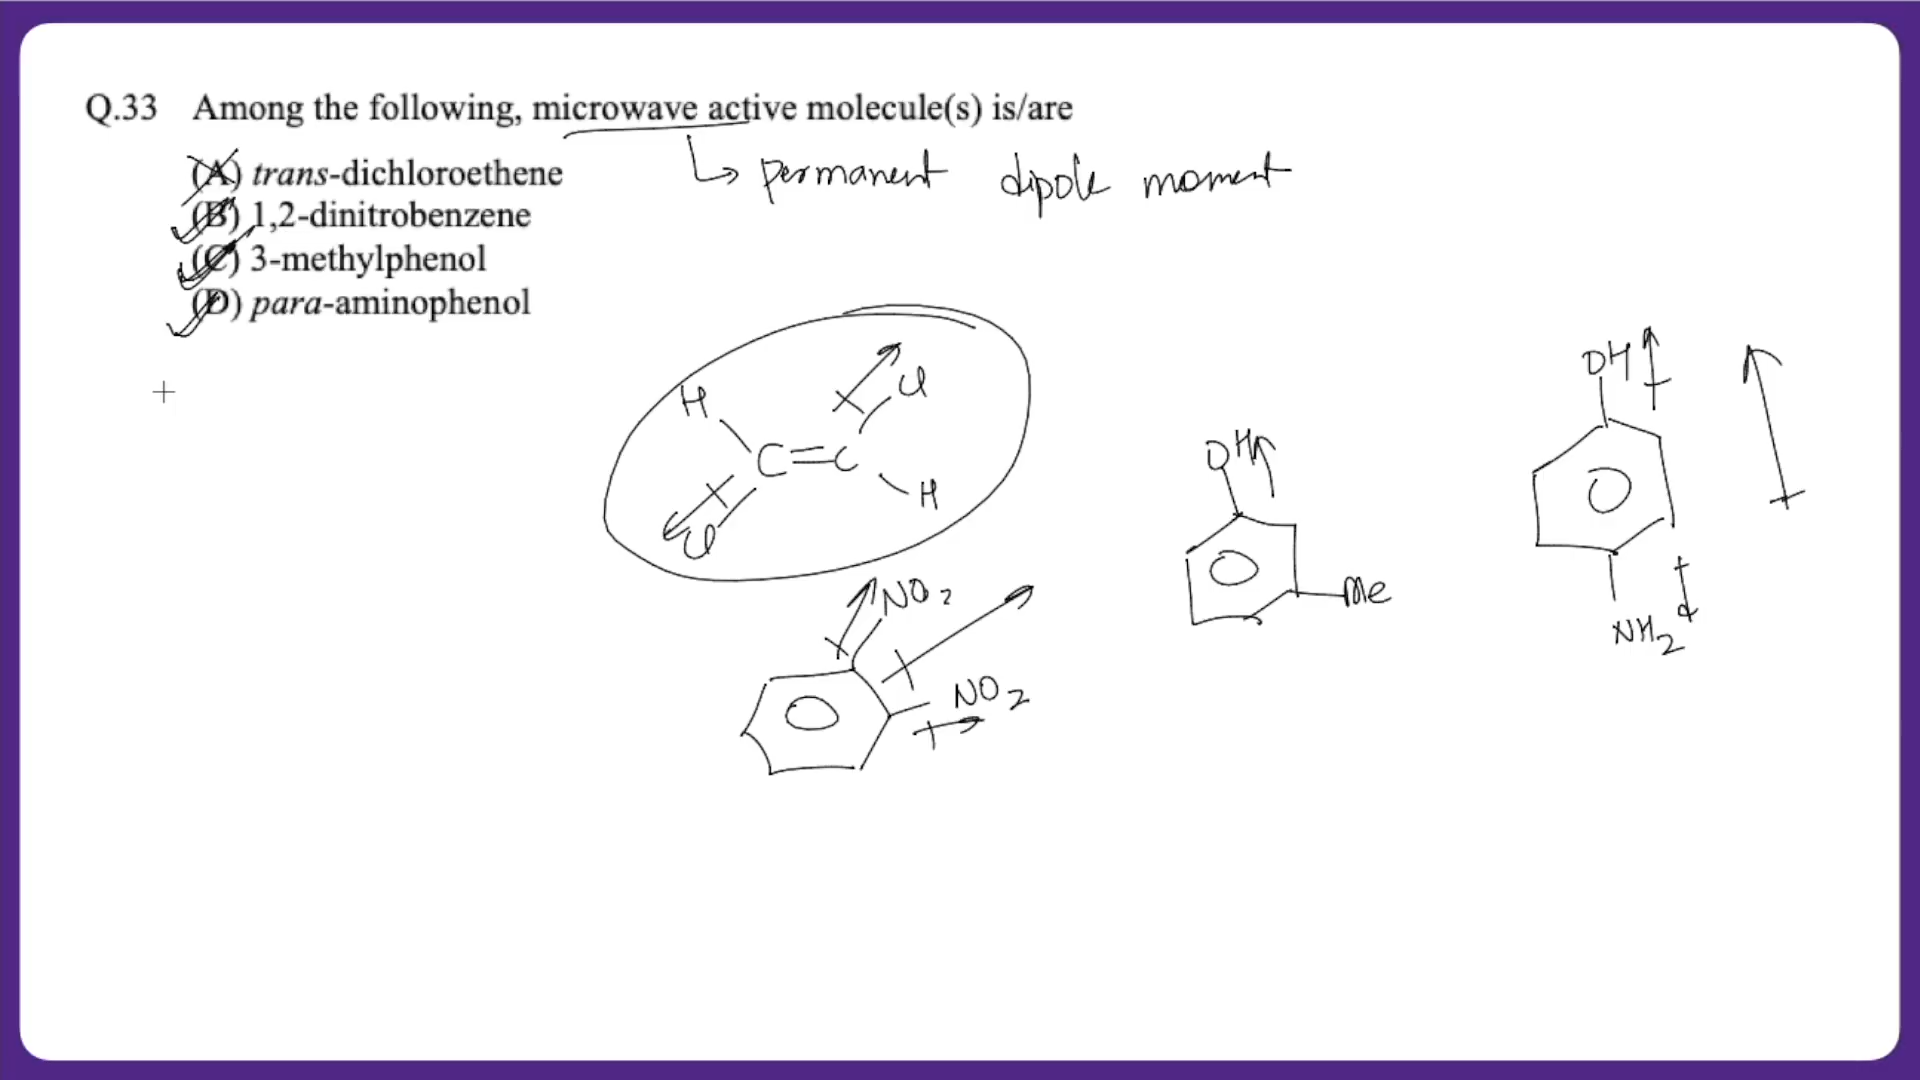 Q.33 Among the following, microwave active molecule(s) is/are
↳ permanent dipole moment
(A) trans-dichloroethene
(B) 1,2-dinitrobenzene
(C) 3-methylphenol
(D) para-aminophenol
H Cl
C=C
Cl H
NO2
NO2
OH
Me
OH
NH2